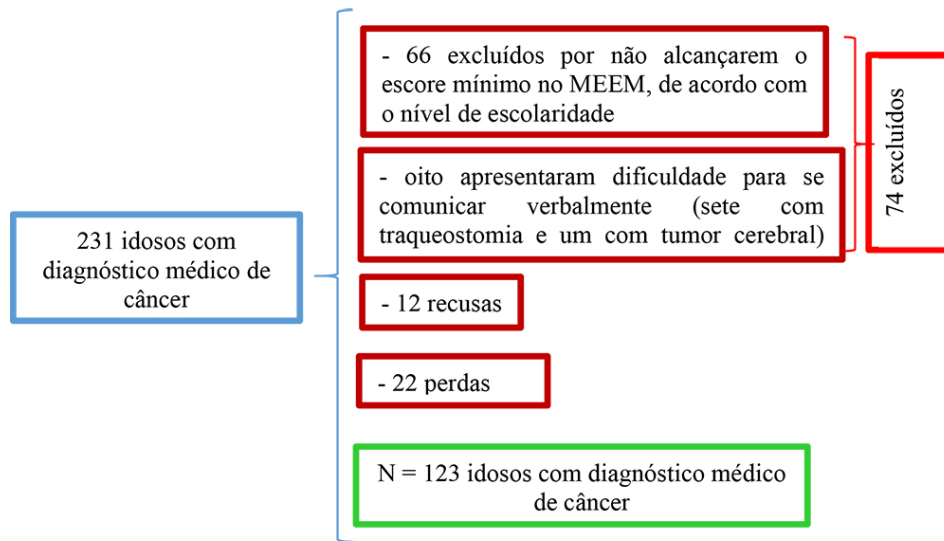 231 idosos com
diagnóstico médico de
câncer
- 66 excluídos por não alcançarem o
escore mínimo no MEEM, de acordo com
o nível de escolaridade
- oito apresentaram dificuldade para se
comunicar verbalmente (sete com
traqueostomia e um com tumor cerebral)
74 excluídos
- 12 recusas
- 22 perdas
N = 123 idosos com diagnóstico médico
de câncer